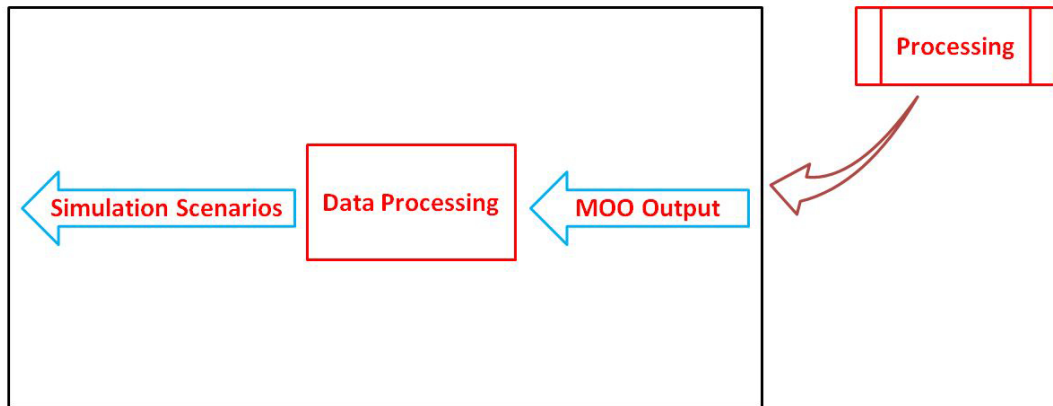 Processing
Simulation Scenarios
Data Processing
MOO Output